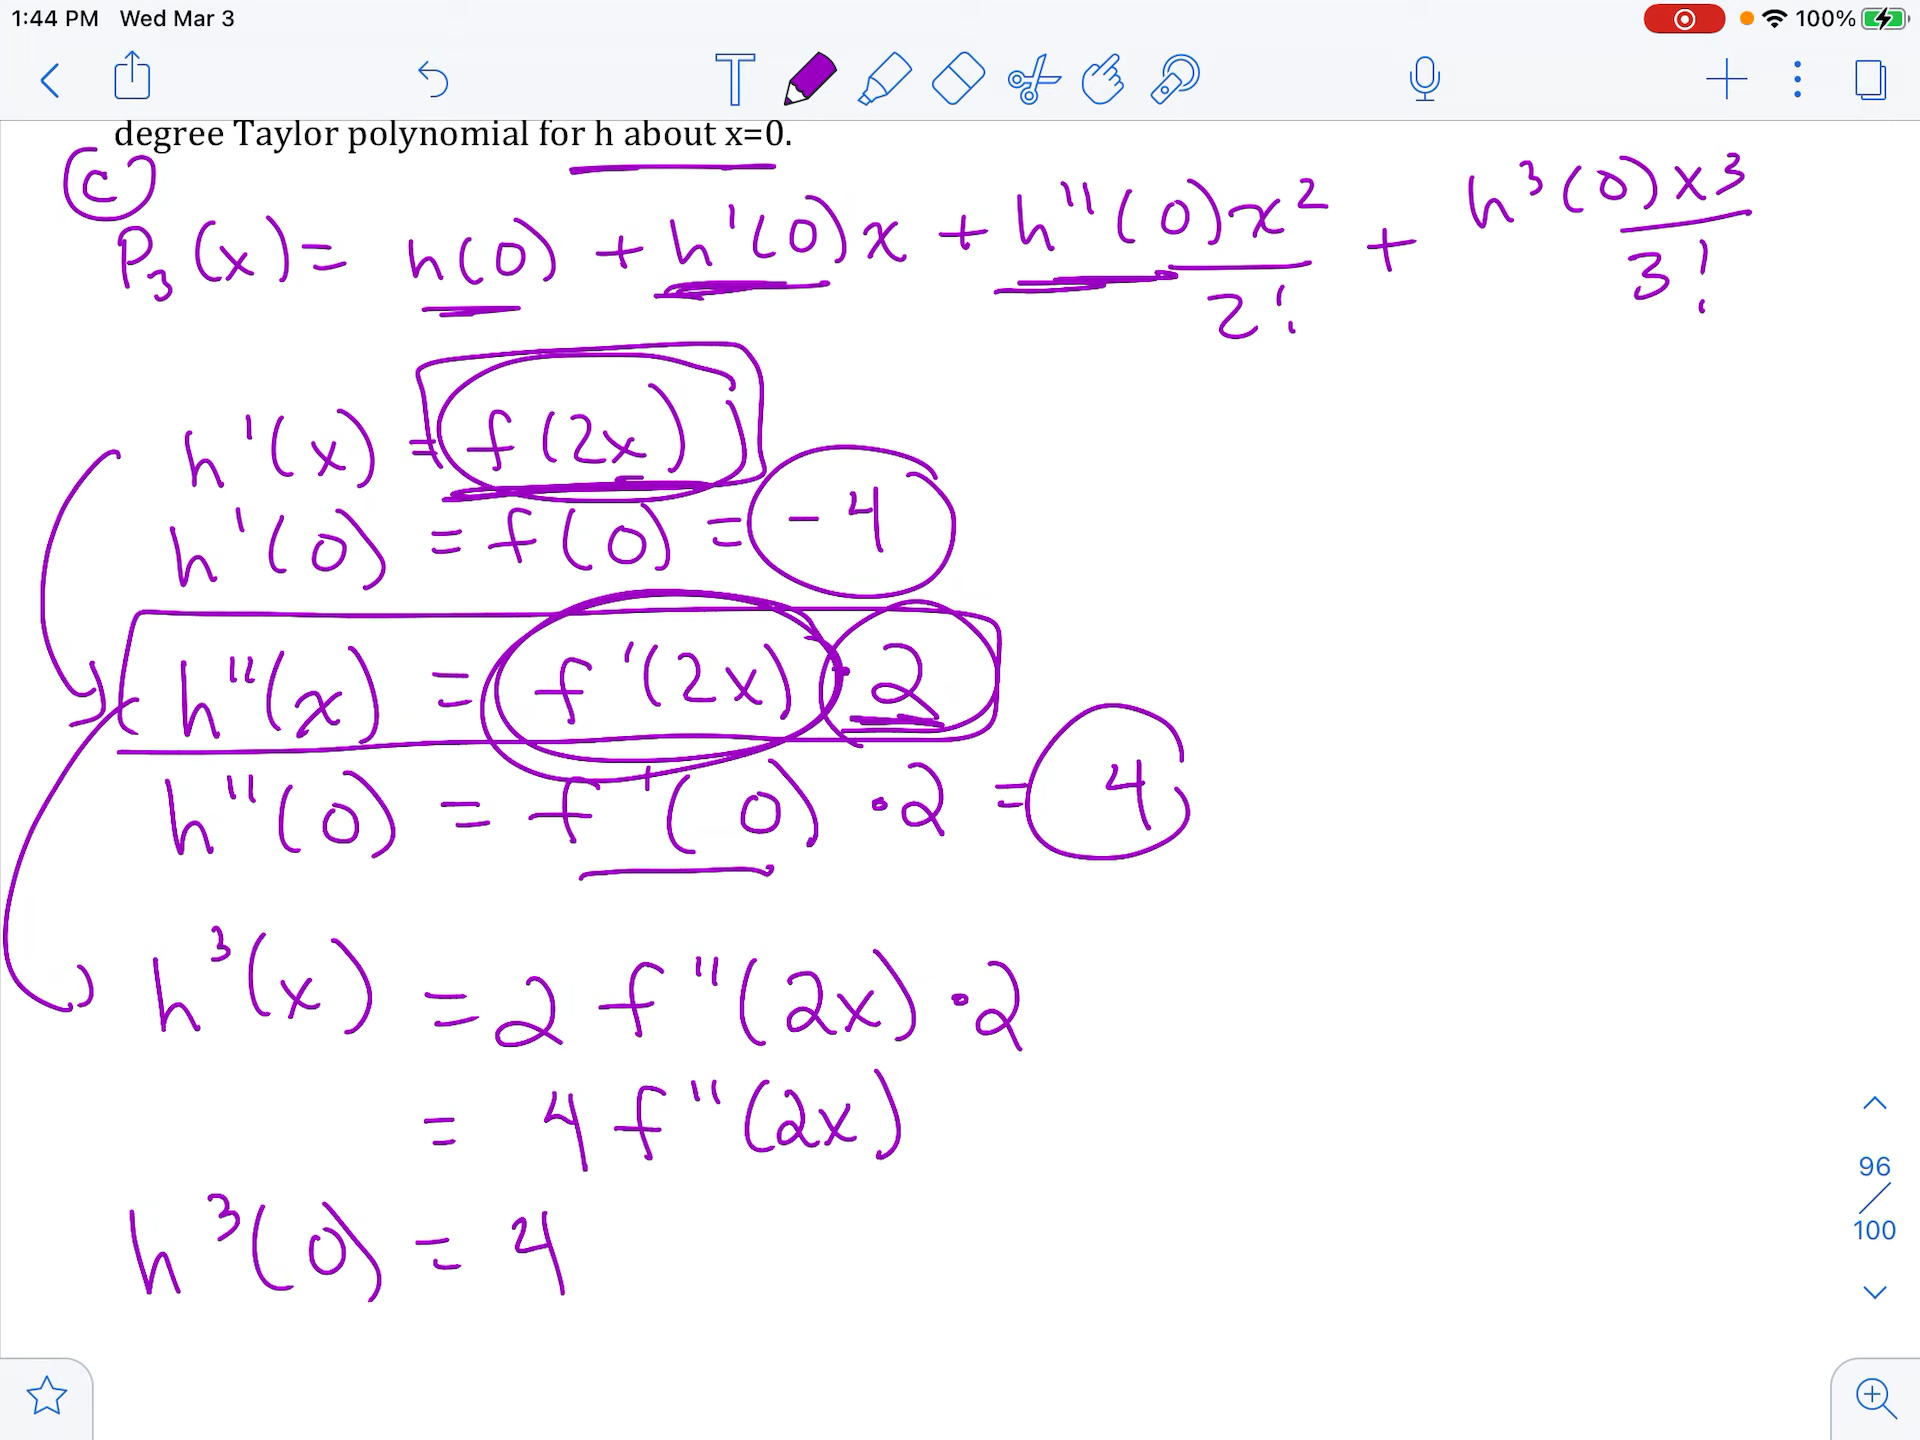 1:44 PM Wed Mar 3 100%
T
degree Taylor polynomial for h about x=0.
C
P₃(x) = h(0) + h'(0)x + h''(0)x²/2! + h³(0)x3/3!
h'(x) = f(2x)
h'(0) = f(0) = -4
h''(x) = f'(2x) · 2
h''(0) = f'(0) · 2 = 4
h³(x) = 2 f''(2x) · 2
= 4 f''(2x)
h³(0) = 4
96
/
100